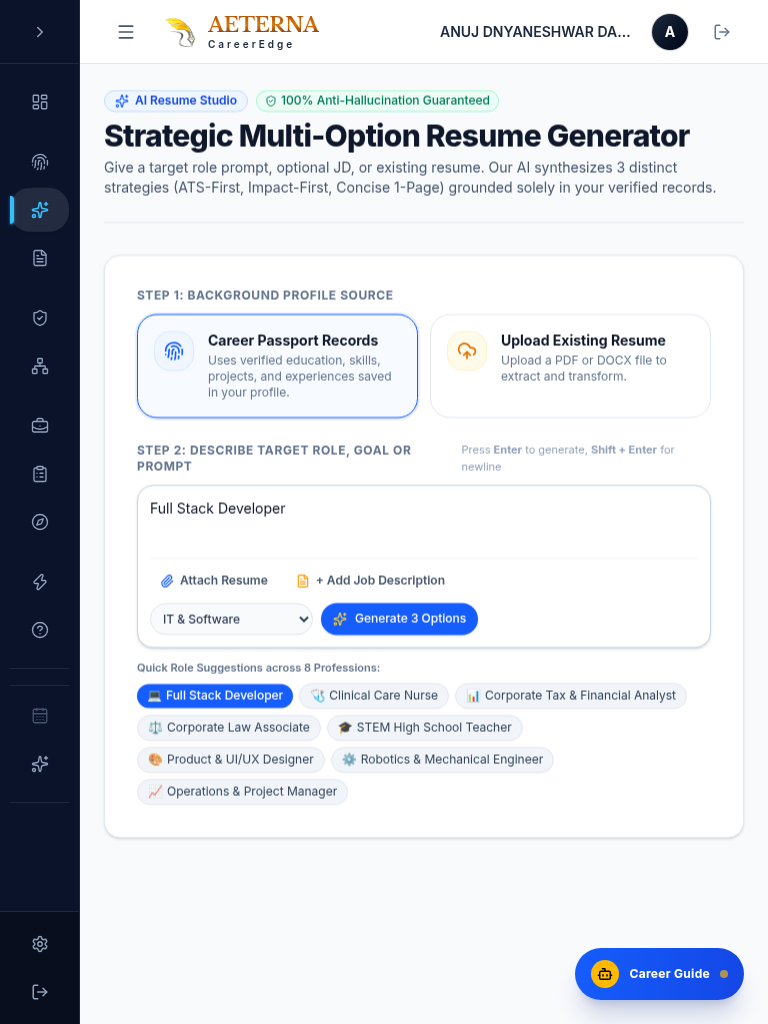 AETERNA
CareerEdge
ANUJ DNYANESHWAR DA...
A
AI Resume Studio
100% Anti-Hallucination Guaranteed
Strategic Multi-Option Resume Generator
Give a target role prompt, optional JD, or existing resume. Our AI synthesizes 3 distinct
strategies (ATS-First, Impact-First, Concise 1-Page) grounded solely in your verified records.
STEP 1: BACKGROUND PROFILE SOURCE
Career Passport Records
Uses verified education, skills,
projects, and experiences saved
in your profile.
Upload Existing Resume
Upload a PDF or DOCX file to
extract and transform.
STEP 2: DESCRIBE TARGET ROLE, GOAL OR
PROMPT
Press Enter to generate, Shift + Enter for
newline
Full Stack Developer
Attach Resume
+ Add Job Description
IT & Software
Generate 3 Options
Quick Role Suggestions across 8 Professions:
💻 Full Stack Developer
🩺 Clinical Care Nurse
📊 Corporate Tax & Financial Analyst
⚖️ Corporate Law Associate
🎓 STEM High School Teacher
🎨 Product & UI/UX Designer
⚙️ Robotics & Mechanical Engineer
📈 Operations & Project Manager
Career Guide